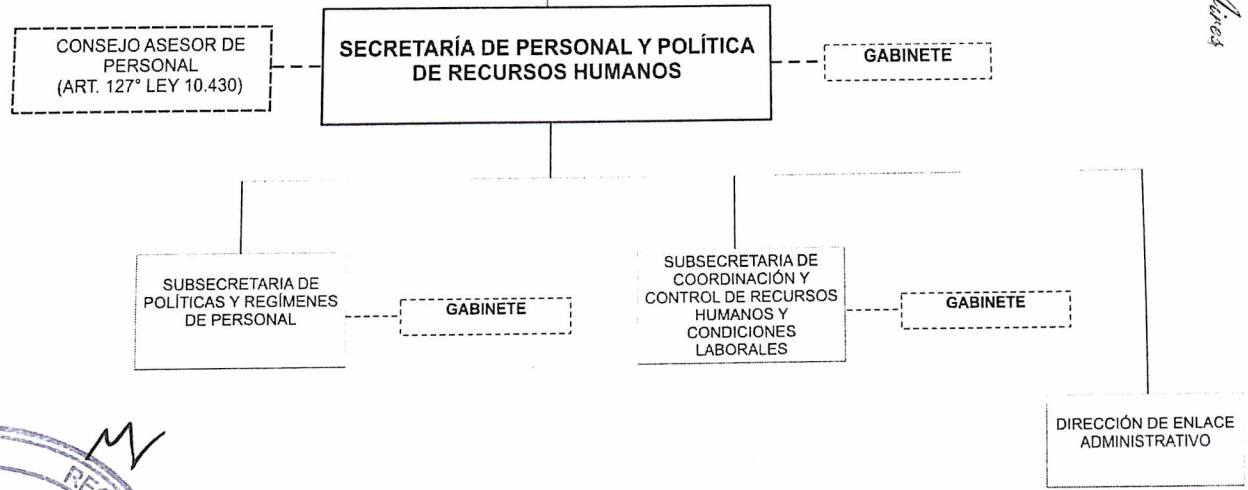 CONSEJO ASESOR DE
PERSONAL
(ART. 127° LEY 10.430)
SECRETARÍA DE PERSONAL Y POLÍTICA
DE RECURSOS HUMANOS
GABINETE
SUBSECRETARIA DE
POLÍTICAS Y REGÍMENES
DE PERSONAL
GABINETE
SUBSECRETARIA DE
COORDINACIÓN Y
CONTROL DE RECURSOS
HUMANOS Y
CONDICIONES
LABORALES
GABINETE
DIRECCIÓN DE ENLACE
ADMINISTRATIVO